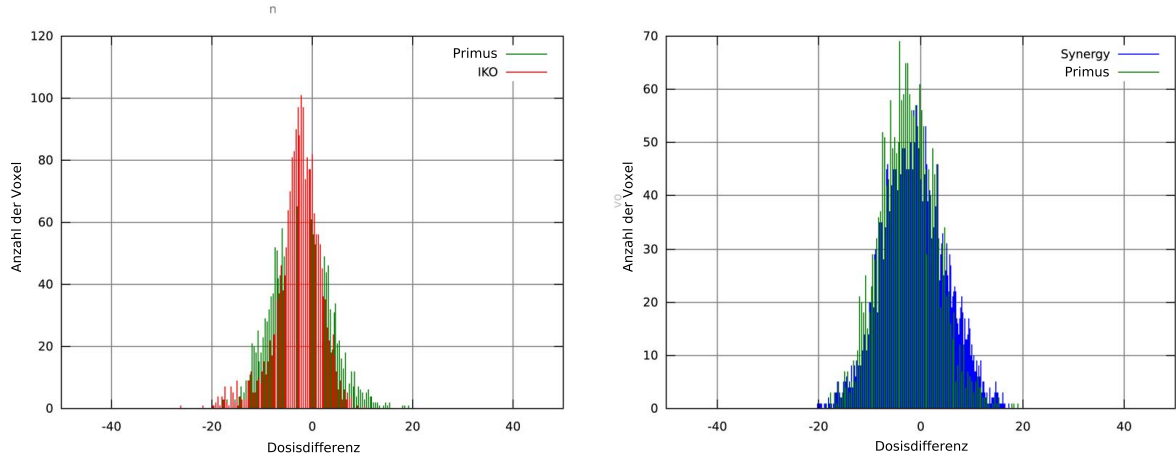 n
120
100
80
60
40
20
0
-40 -20 0 20 40
Anzahl der Voxel
Dosisdifferenz
Primus
IKO
vo
70
60
50
40
30
20
10
0
-40 -20 0 20 40
Anzahl der Voxel
Dosisdifferenz
Synergy
Primus